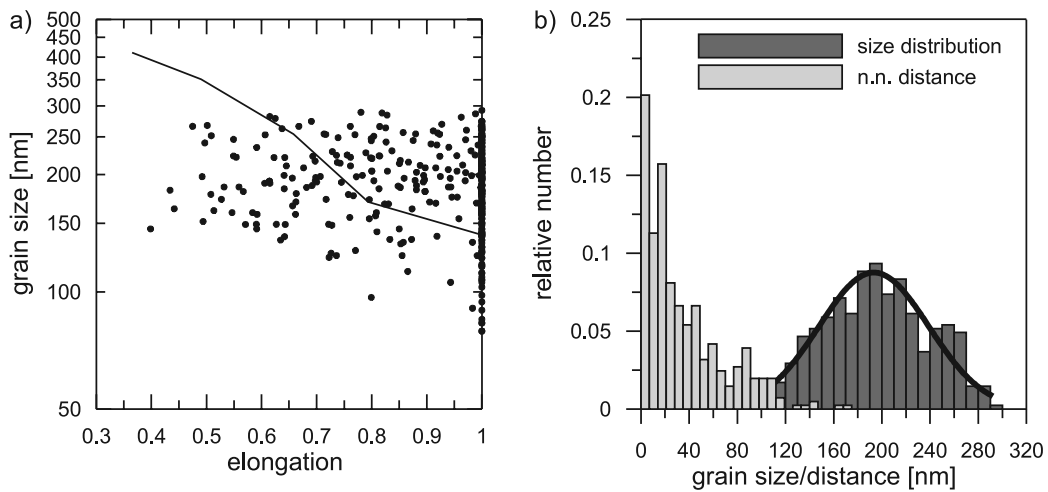 a)
500
450
400
350
300
250
200
150
100
50
grain size [nm]
0.3 0.4 0.5 0.6 0.7 0.8 0.9 1
elongation
b)
0.25
0.2
0.15
0.1
0.05
0
relative number
size distribution
n.n. distance
0 40 80 120 160 200 240 280 320
grain size/distance [nm]